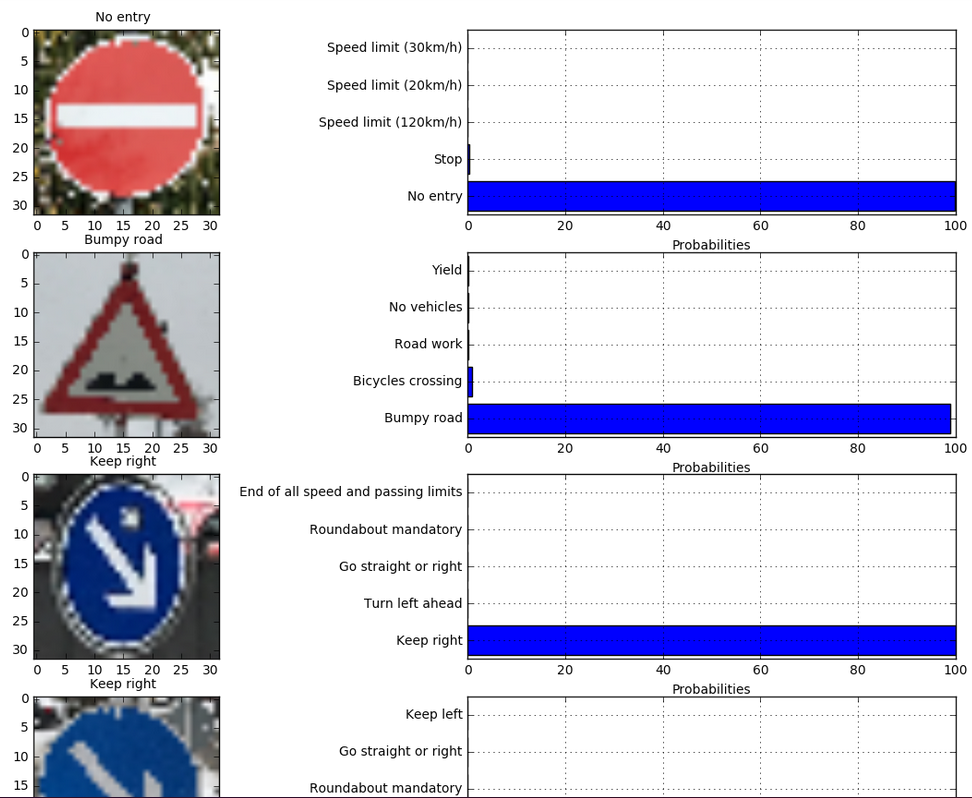 No entry
0
5
10
15
20
25
30
0 5 10 15 20 25 30
Speed limit (30km/h)
Speed limit (20km/h)
Speed limit (120km/h)
Stop
No entry
0 20 40 60 80 100
Probabilities
Bumpy road
0
5
10
15
20
25
30
0 5 10 15 20 25 30
Yield
No vehicles
Road work
Bicycles crossing
Bumpy road
0 20 40 60 80 100
Probabilities
Keep right
0
5
10
15
20
25
30
0 5 10 15 20 25 30
End of all speed and passing limits
Roundabout mandatory
Go straight or right
Turn left ahead
Keep right
0 20 40 60 80 100
Probabilities
Keep right
0
5
10
15
Keep left
Go straight or right
Roundabout mandatory